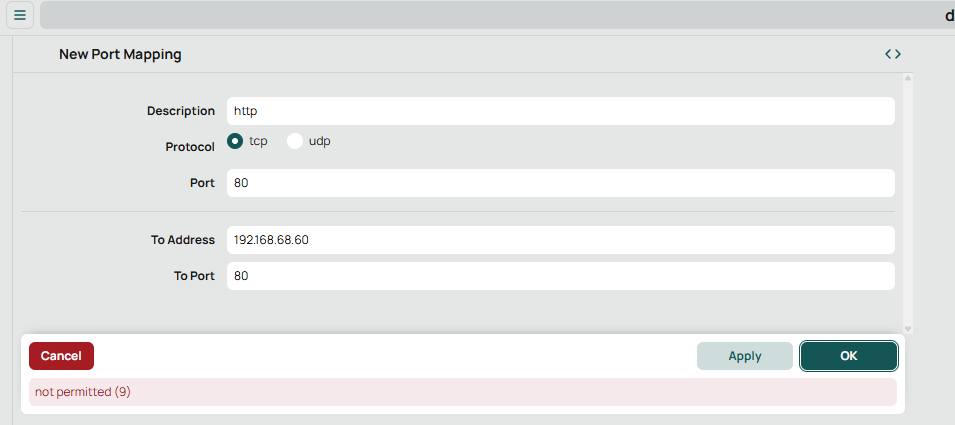 d
New Port Mapping
Description http
Protocol tcp udp
Port 80
To Address 192.168.68.60
To Port 80
Cancel Apply OK
not permitted (9)